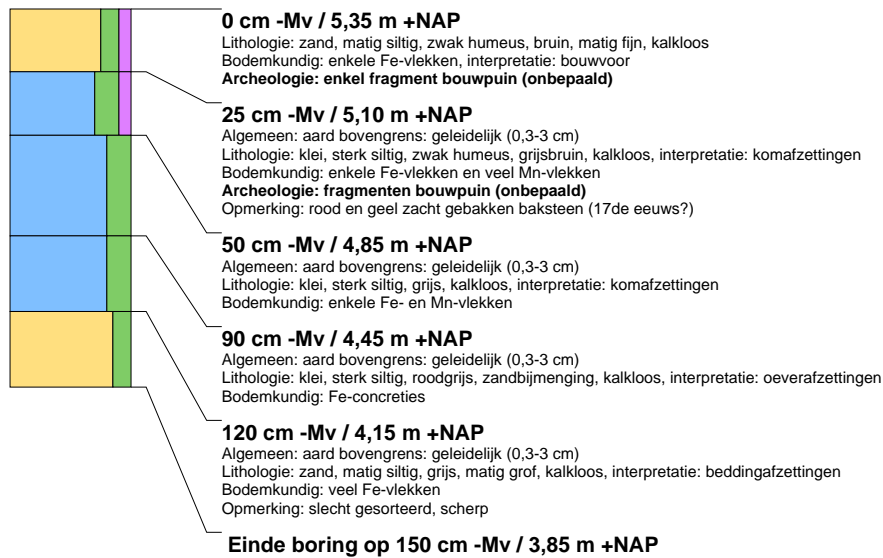 0 cm -Mv / 5,35 m +NAP
Lithologie: zand, matig siltig, zwak humeus, bruin, matig fijn, kalkloos
Bodemkundig: enkele Fe-vlekken, interpretatie: bouwvoor
Archeologie: enkel fragment bouwpuin (onbepaald)
25 cm -Mv / 5,10 m +NAP
Algemeen: aard bovengrens: geleidelijk (0,3-3 cm)
Lithologie: klei, sterk siltig, zwak humeus, grijsbruin, kalkloos, interpretatie: komafzettingen
Bodemkundig: enkele Fe-vlekken en veel Mn-vlekken
Archeologie: fragmenten bouwpuin (onbepaald)
Opmerking: rood en geel zacht gebakken baksteen (17de eeuws?)
50 cm -Mv / 4,85 m +NAP
Algemeen: aard bovengrens: geleidelijk (0,3-3 cm)
Lithologie: klei, sterk siltig, grijs, kalkloos, interpretatie: komafzettingen
Bodemkundig: enkele Fe- en Mn-vlekken
90 cm -Mv / 4,45 m +NAP
Algemeen: aard bovengrens: geleidelijk (0,3-3 cm)
Lithologie: klei, sterk siltig, roodgrijs, zandbijmenging, kalkloos, interpretatie: oeverafzettingen
Bodemkundig: Fe-concreties
120 cm -Mv / 4,15 m +NAP
Algemeen: aard bovengrens: geleidelijk (0,3-3 cm)
Lithologie: zand, matig siltig, grijs, matig grof, kalkloos, interpretatie: beddingafzettingen
Bodemkundig: veel Fe-vlekken
Opmerking: slecht gesorteerd, scherp
Einde boring op 150 cm -Mv / 3,85 m +NAP